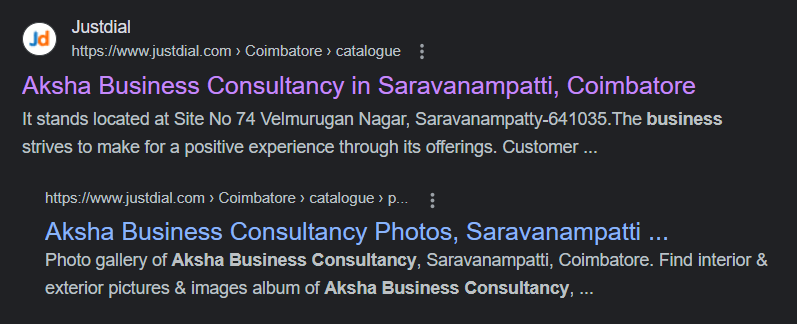 Jd
Justdial
https://www.justdial.com › Coimbatore › catalogue
Aksha Business Consultancy in Saravanampatti, Coimbatore
It stands located at Site No 74 Velmurugan Nagar, Saravanampatty-641035.The business
strives to make for a positive experience through its offerings. Customer ...
https://www.justdial.com › Coimbatore › catalogue › p...
Aksha Business Consultancy Photos, Saravanampatti ...
Photo gallery of Aksha Business Consultancy, Saravanampatti, Coimbatore. Find interior &
exterior pictures & images album of Aksha Business Consultancy, ...